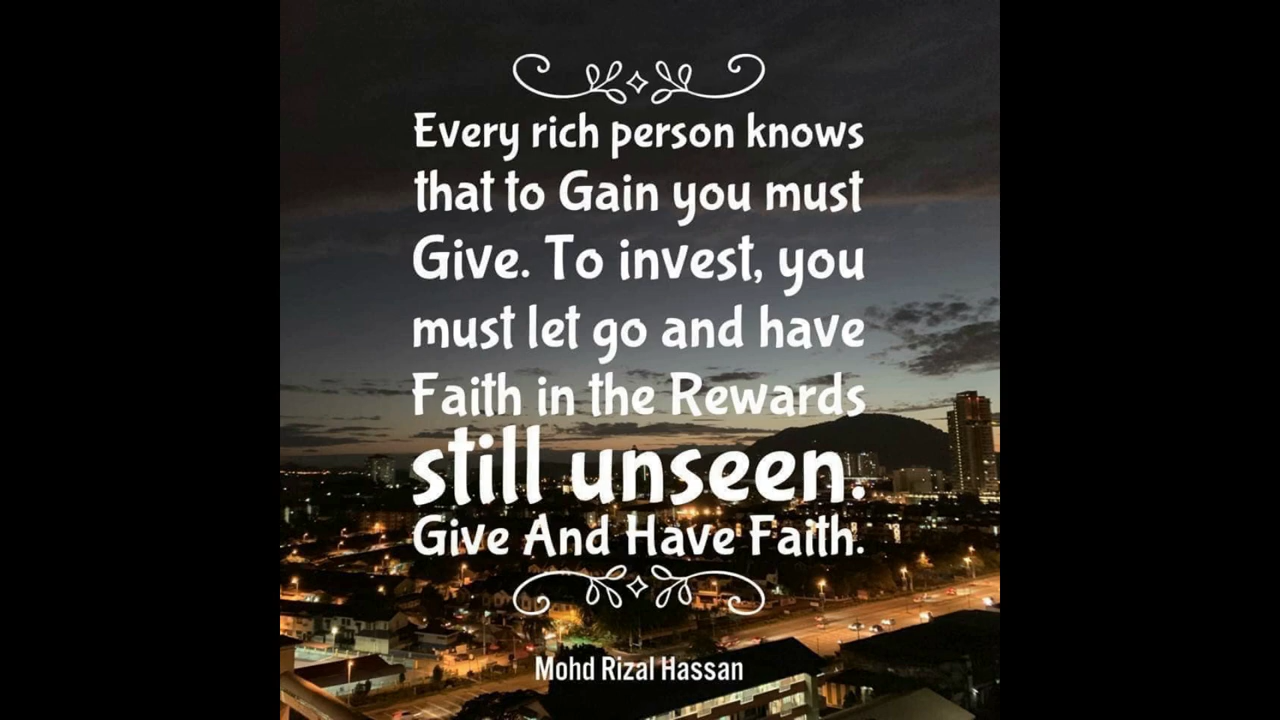 Every rich person knows
that to Gain you must
Give. To invest, you
must let go and have
Faith in the Rewards
still unseen.
Give And Have Faith.
Mohd Rizal Hassan